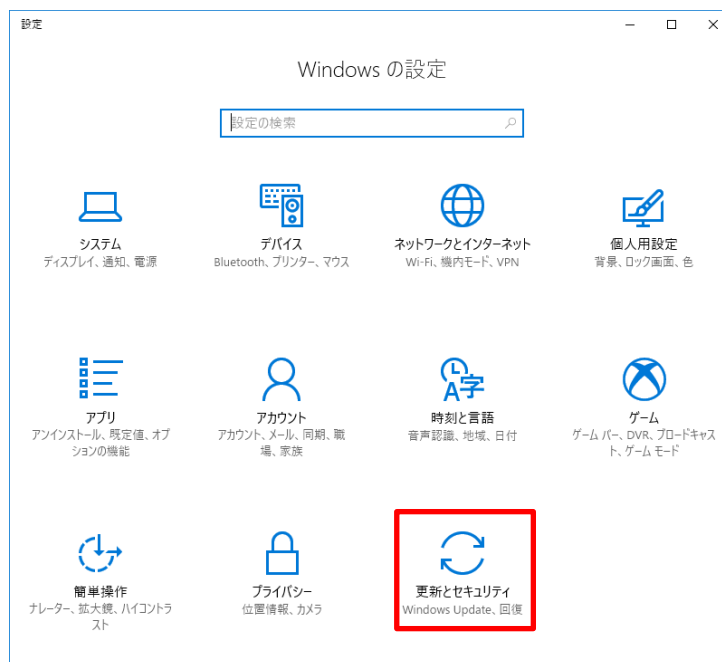 設定
Windows の設定
設定の検索
システム
ディスプレイ、通知、電源
デバイス
Bluetooth、プリンター、マウス
ネットワークとインターネット
Wi-Fi、機内モード、VPN
個人用設定
背景、ロック画面、色
アプリ
アンインストール、既定値、オプ
ションの機能
アカウント
アカウント、メール、同期、職
場、家族
時刻と言語
音声認識、地域、日付
ゲーム
ゲーム バー、DVR、ブロードキャス
ト、ゲーム モード
簡単操作
ナレーター、拡大鏡、ハイコントラ
スト
プライバシー
位置情報、カメラ
更新とセキュリティ
Windows Update、回復